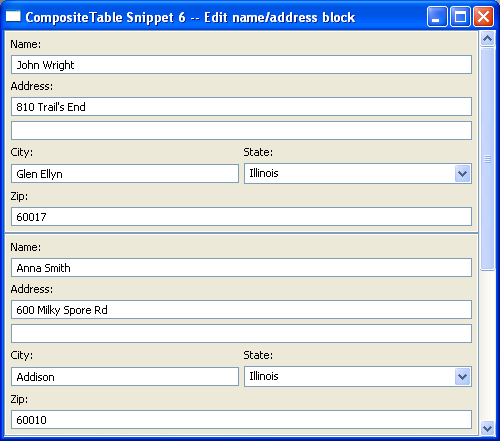 CompositeTable Snippet 6 -- Edit name/address block
Name:
John Wright
Address:
810 Trail's End
City: State:
Glen Ellyn Illinois
Zip:
60017
Name:
Anna Smith
Address:
600 Milky Spore Rd
City: State:
Addison Illinois
Zip:
60010